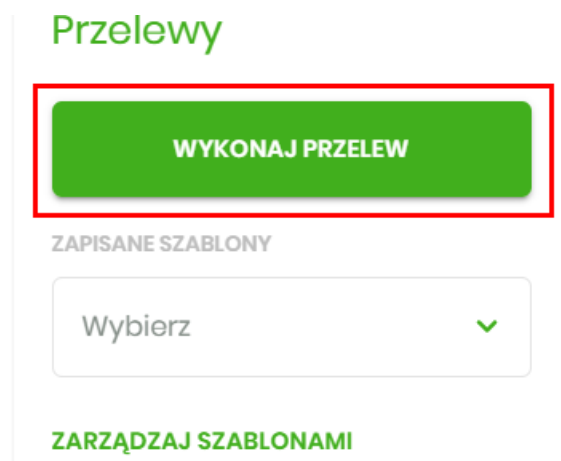 Przelewy
WYKONAJ PRZELEW
ZAPISANE SZABLONY
Wybierz
ZARZĄDZAJ SZABLONAMI